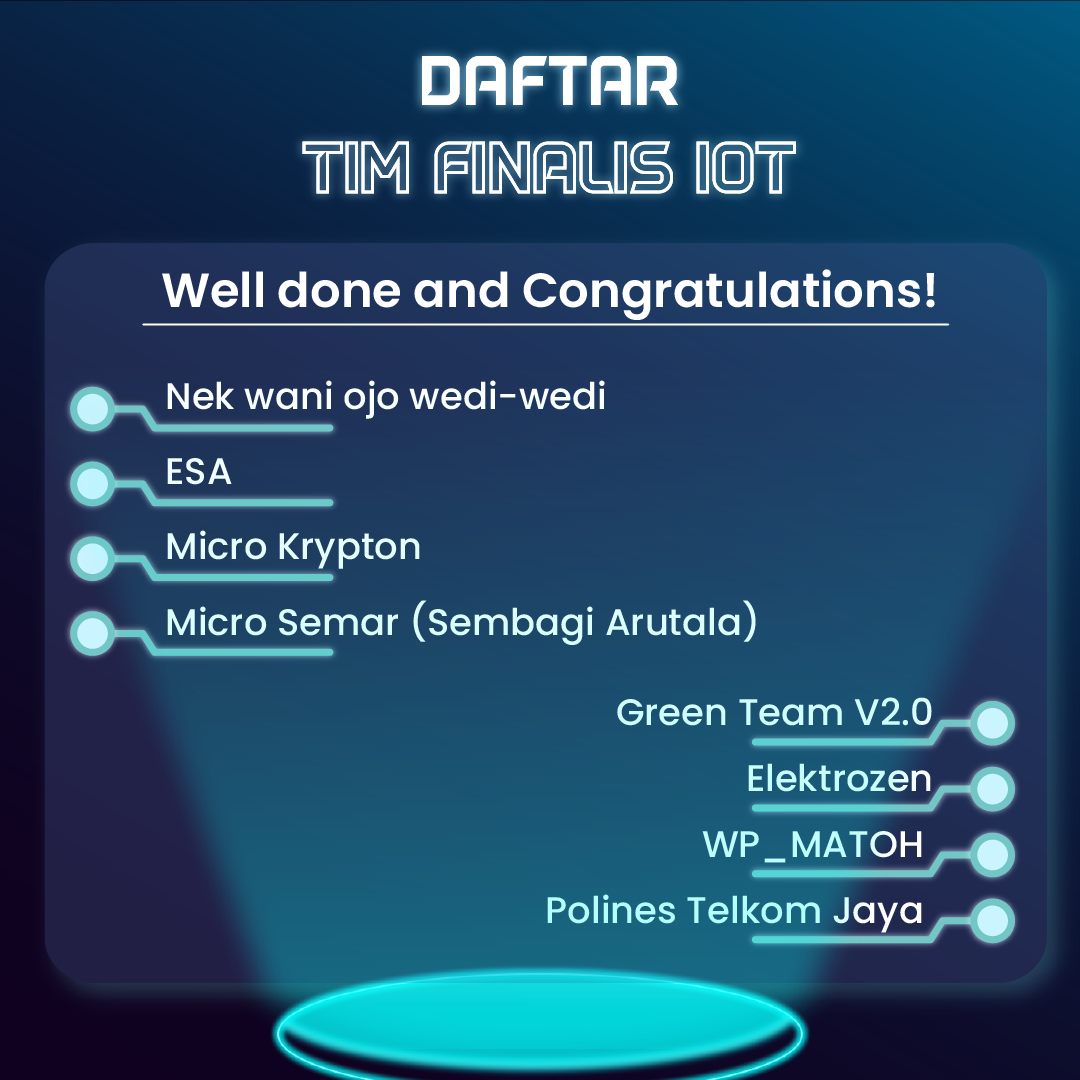 DAFTAR
TIM FINALIS IOT
Well done and Congratulations!
Nek wani ojo wedi-wedi
ESA
Micro Krypton
Micro Semar (Sembagi Arutala)
Green Team V2.0
Elektrozen
WP_MATOH
Polines Telkom Jaya